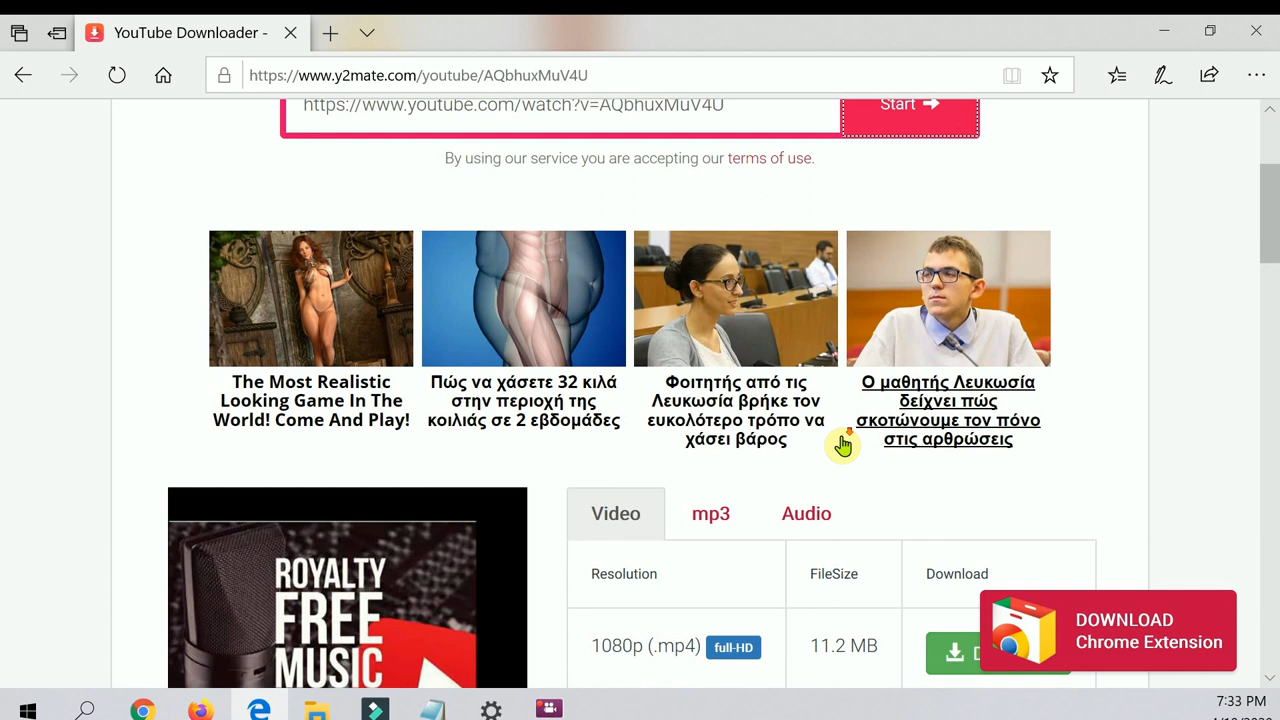 YouTube Downloader -
https://www.y2mate.com/youtube/AQbhuxMuV4U
https://www.youtube.com/watch?v=AQbhuxMuV4U
Start
By using our service you are accepting our terms of use.
The Most Realistic
Looking Game In The
World! Come And Play!
Πώς να χάσετε 32 κιλά
στην περιοχή της
κοιλιάς σε 2 εβδομάδες
Φοιτητής από τις
Λευκωσία βρήκε τον
ευκολότερο τρόπο να
χάσει βάρος
Ο μαθητής Λευκωσία
δείχνει πώς
σκοτώνουμε τον πόνο
στις αρθρώσεις
ROYALTY
FREE
MUSIC
Video mp3 Audio
Resolution FileSize Download
1080p (.mp4) full-HD 11.2 MB
DOWNLOAD
Chrome Extension
7:33 PM